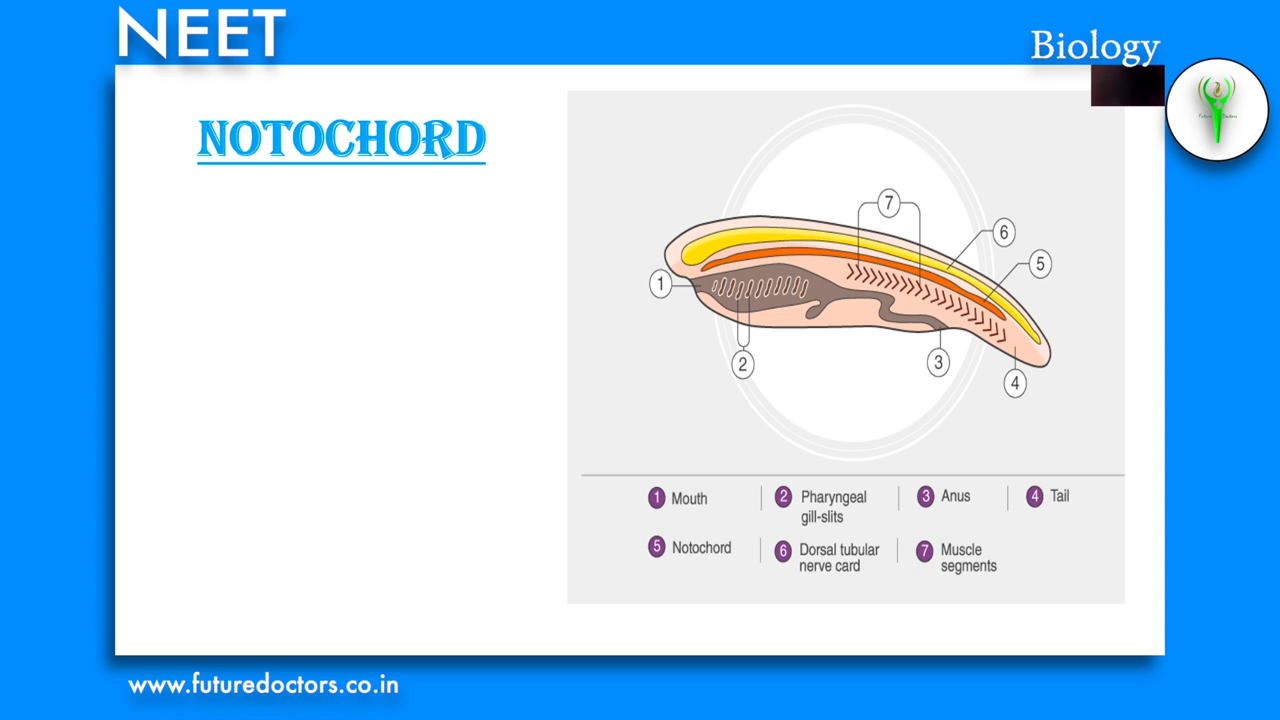 NEET
Biology
NOTOCHORD
7
6
5
1
2
3
4
1 Mouth
2 Pharyngeal
gill-slits
3 Anus
4 Tail
5 Notochord
6 Dorsal tubular
nerve card
7 Muscle
segments
www.futuredoctors.co.in